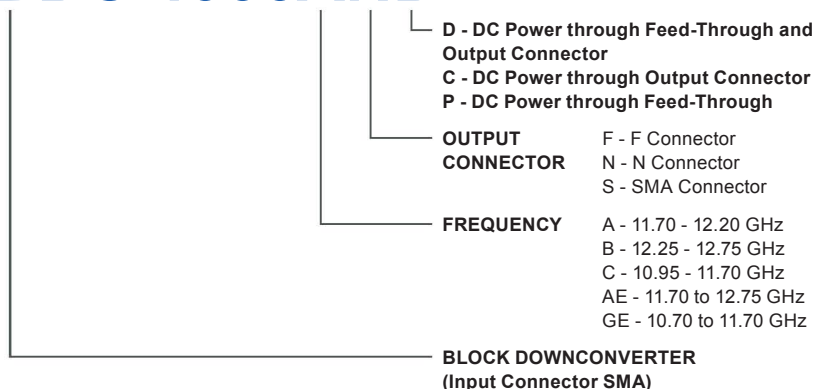 D - DC Power through Feed-Through and
Output Connector
C - DC Power through Output Connector
P - DC Power through Feed-Through
OUTPUT F - F Connector
CONNECTOR N - N Connector
S - SMA Connector
FREQUENCY A - 11.70 - 12.20 GHz
B - 12.25 - 12.75 GHz
C - 10.95 - 11.70 GHz
AE - 11.70 to 12.75 GHz
GE - 10.70 to 11.70 GHz
BLOCK DOWNCONVERTER
(Input Connector SMA)